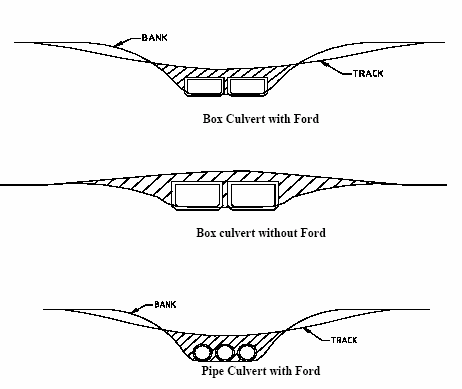 BANK
TRACK
Box Culvert with Ford
Box culvert without Ford
BANK
TRACK
Pipe Culvert with Ford